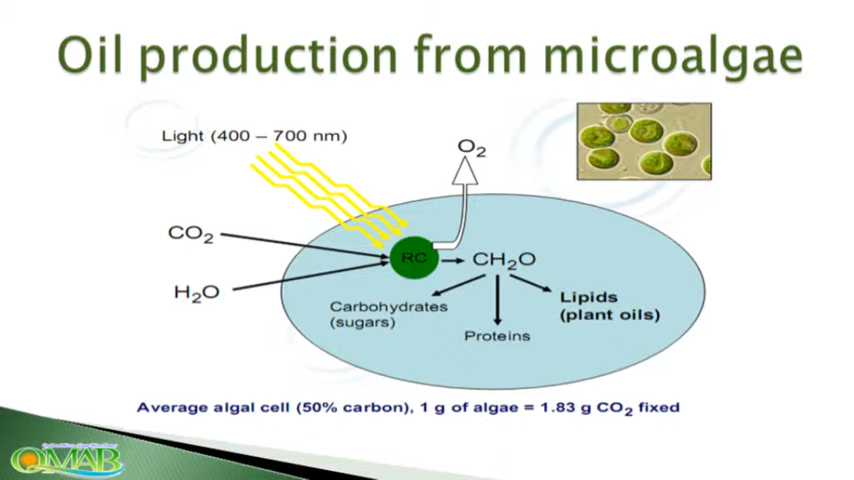 Oil production from microalgae
Light (400 – 700 nm)
O₂
CO₂
RC
CH₂O
H₂O
Carbohydrates
(sugars)
Lipids
(plant oils)
Proteins
Average algal cell (50% carbon), 1 g of algae = 1.83 g CO₂ fixed
QMAB